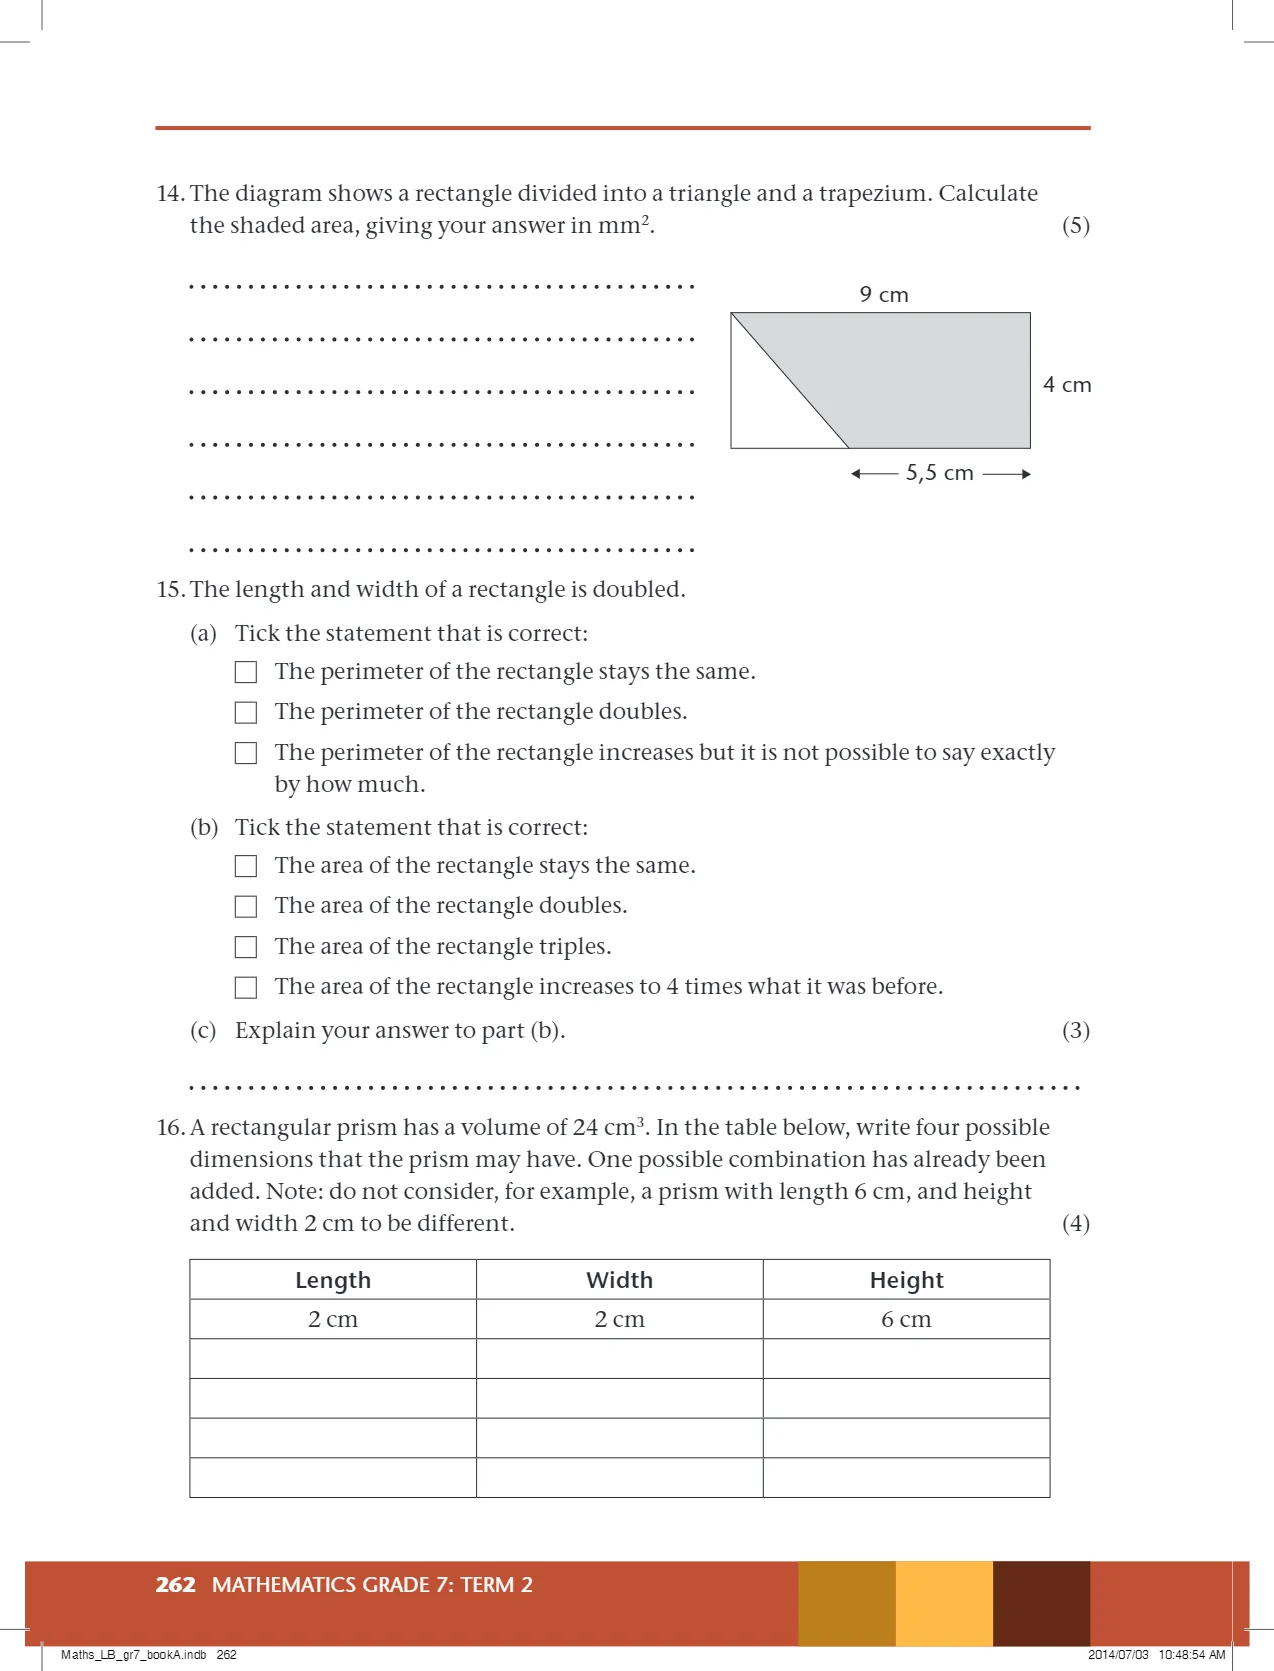 14. The diagram shows a rectangle divided into a triangle and a trapezium. Calculate
the shaded area, giving your answer in mm². (5)
9 cm
4 cm
5,5 cm
15. The length and width of a rectangle is doubled.
(a) Tick the statement that is correct:
The perimeter of the rectangle stays the same.
The perimeter of the rectangle doubles.
The perimeter of the rectangle increases but it is not possible to say exactly
by how much.
(b) Tick the statement that is correct:
The area of the rectangle stays the same.
The area of the rectangle doubles.
The area of the rectangle triples.
The area of the rectangle increases to 4 times what it was before.
(c) Explain your answer to part (b). (3)
16. A rectangular prism has a volume of 24 cm³. In the table below, write four possible
dimensions that the prism may have. One possible combination has already been
added. Note: do not consider, for example, a prism with length 6 cm, and height
and width 2 cm to be different. (4)
Length Width Height
2 cm 2 cm 6 cm
262 MATHEMATICS GRADE 7: TERM 2
Maths_LB_gr7_bookA.indb 262 2014/07/03 10:48:54 AM